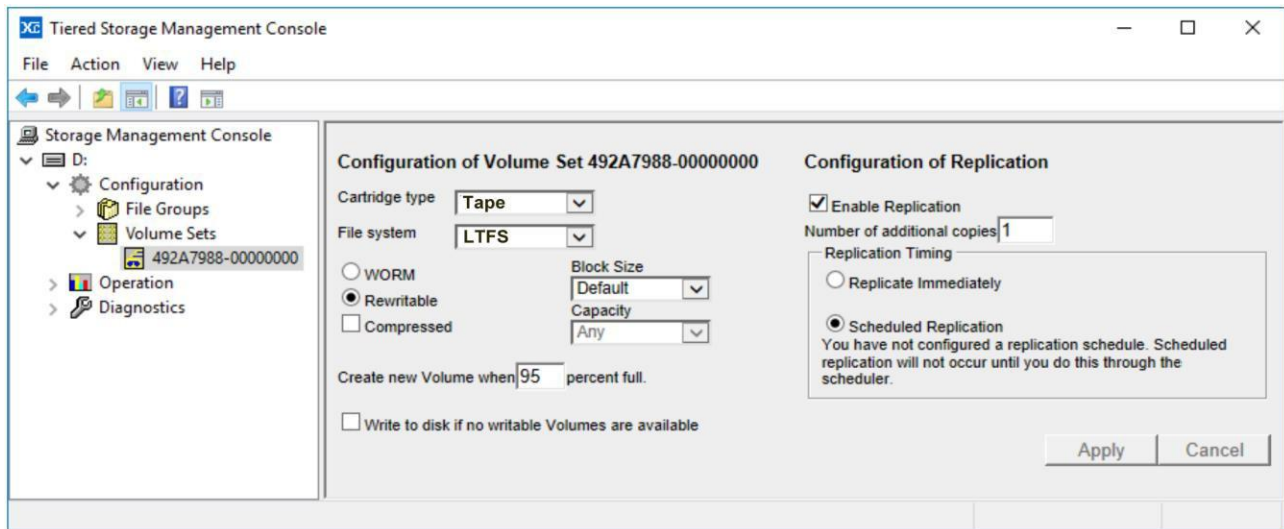 XC Tiered Storage Management Console
File Action View Help
Storage Management Console
D:
Configuration
File Groups
Volume Sets
492A7988-00000000
Operation
Diagnostics
Configuration of Volume Set 492A7988-00000000
Cartridge type Tape
File system LTFS
WORM
Rewritable
Compressed
Block Size
Default
Capacity
Any
Create new Volume when 95 percent full.
Write to disk if no writable Volumes are available
Configuration of Replication
Enable Replication
Number of additional copies 1
Replication Timing
Replicate Immediately
Scheduled Replication
You have not configured a replication schedule. Scheduled
replication will not occur until you do this through the
scheduler.
Apply Cancel